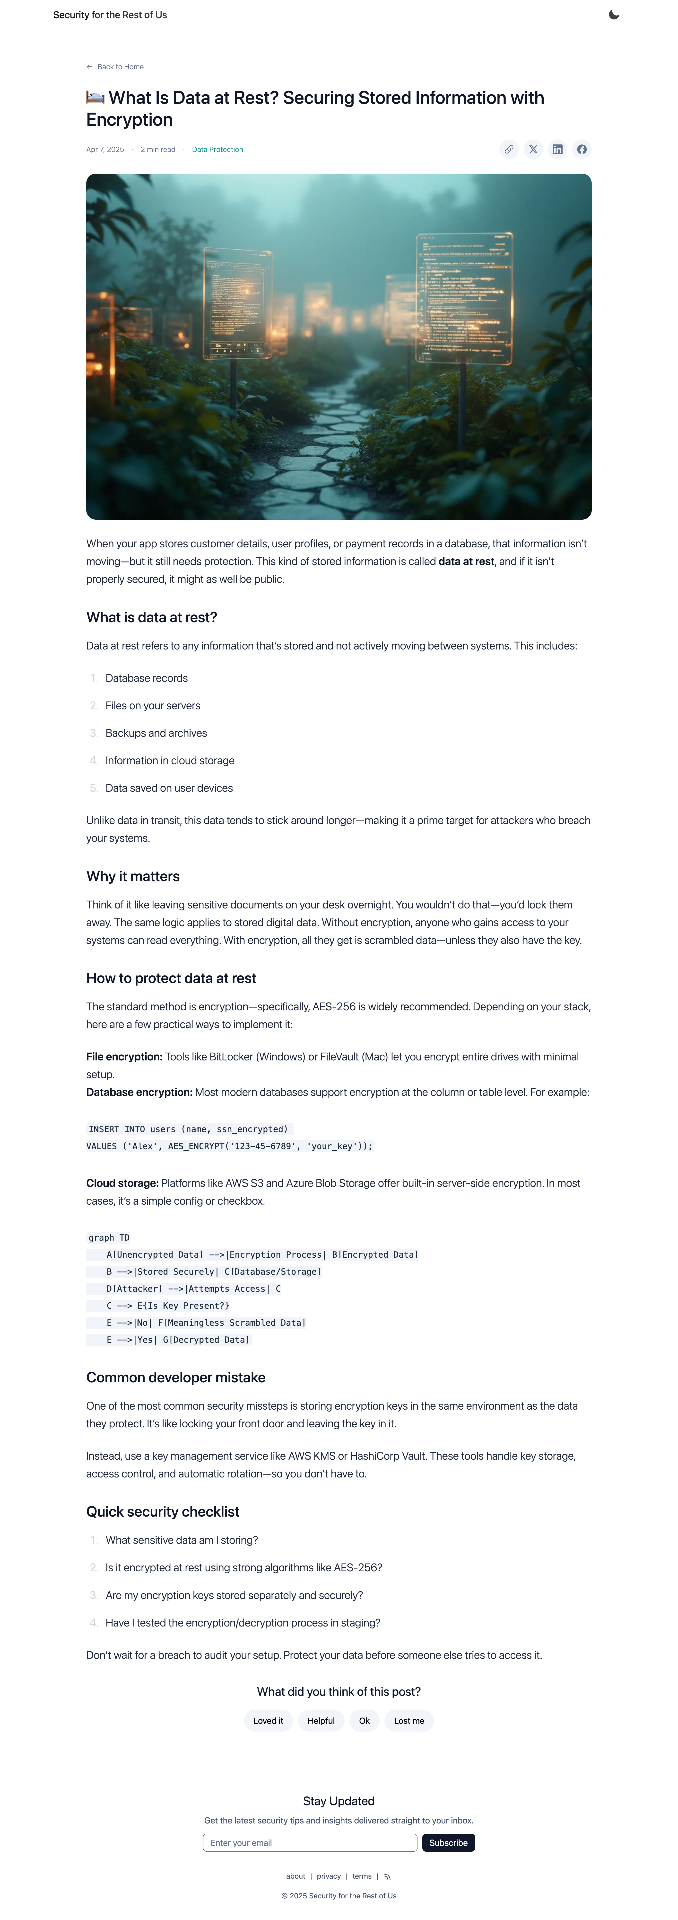 Security for the Rest of Us
← Back to Home
🛌 What Is Data at Rest? Securing Stored Information with
Encryption
Apr 7, 2025 · 2 min read · Data Protection
When your app stores customer details, user profiles, or payment records in a database, that information isn't
moving—but it still needs protection. This kind of stored information is called data at rest, and if it isn't
properly secured, it might as well be public.
What is data at rest?
Data at rest refers to any information that's stored and not actively moving between systems. This includes:
1. Database records
2. Files on your servers
3. Backups and archives
4. Information in cloud storage
5. Data saved on user devices
Unlike data in transit, this data tends to stick around longer—making it a prime target for attackers who breach
your systems.
Why it matters
Think of it like leaving sensitive documents on your desk overnight. You wouldn't do that—you'd lock them
away. The same logic applies to stored digital data. Without encryption, anyone who gains access to your
systems can read everything. With encryption, all they get is scrambled data—unless they also have the key.
How to protect data at rest
The standard method is encryption—specifically, AES-256 is widely recommended. Depending on your stack,
here are a few practical ways to implement it:
File encryption: Tools like BitLocker (Windows) or FileVault (Mac) let you encrypt entire drives with minimal
setup.
Database encryption: Most modern databases support encryption at the column or table level. For example:
INSERT INTO users (name, ssn_encrypted)
VALUES ('Alex', AES_ENCRYPT('123-45-6789', 'your_key'));
Cloud storage: Platforms like AWS S3 and Azure Blob Storage offer built-in server-side encryption. In most
cases, it's a simple config or checkbox.
graph TD
    A[Unencrypted Data] -->|Encryption Process| B[Encrypted Data]
    B -->|Stored Securely| C[Database/Storage]
    D[Attacker] -->|Attempts Access| C
    C --> E{Is Key Present?}
    E -->|No| F[Meaningless Scrambled Data]
    E -->|Yes| G[Decrypted Data]
Common developer mistake
One of the most common security missteps is storing encryption keys in the same environment as the data
they protect. It's like locking your front door and leaving the key in it.
Instead, use a key management service like AWS KMS or HashiCorp Vault. These tools handle key storage,
access control, and automatic rotation—so you don't have to.
Quick security checklist
1. What sensitive data am I storing?
2. Is it encrypted at rest using strong algorithms like AES-256?
3. Are my encryption keys stored separately and securely?
4. Have I tested the encryption/decryption process in staging?
Don't wait for a breach to audit your setup. Protect your data before someone else tries to access it.
What did you think of this post?
Loved it Helpful Ok Lost me
Stay Updated
Get the latest security tips and insights delivered straight to your inbox.
Enter your email Subscribe
about | privacy | terms |
© 2025 Security for the Rest of Us